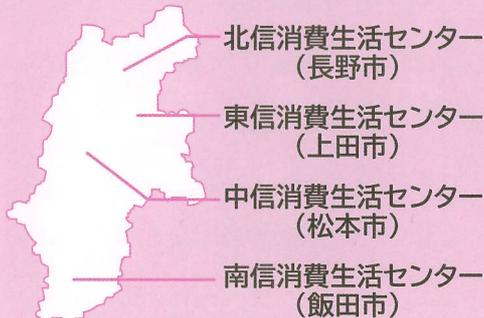 北信消費生活センター
（長野市）
東信消費生活センター
（上田市）
中信消費生活センター
（松本市）
南信消費生活センター
（飯田市）